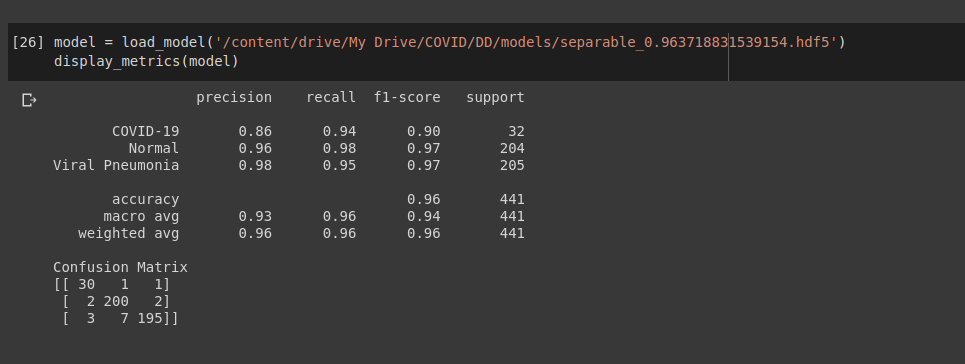 [26] model = load_model('/content/drive/My Drive/COVID/DD/models/separable_0.963718831539154.hdf5')
display_metrics(model)
precision recall f1-score support
COVID-19 0.86 0.94 0.90 32
Normal 0.96 0.98 0.97 204
Viral Pneumonia 0.98 0.95 0.97 205
accuracy 0.96 441
macro avg 0.93 0.96 0.94 441
weighted avg 0.96 0.96 0.96 441
Confusion Matrix
[[ 30 1 1]
[ 2 200 2]
[ 3 7 195]]